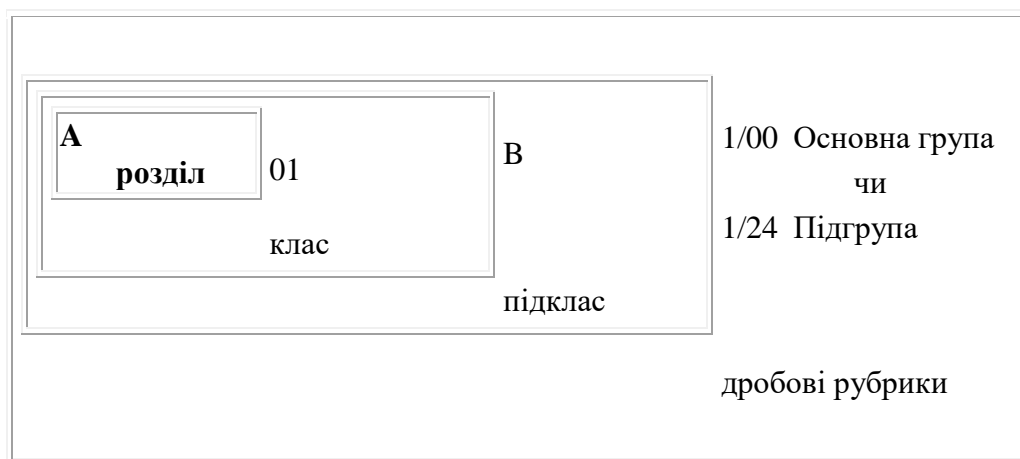 А
розділ
01
клас
В
підклас
1/00 Основна група
чи
1/24 Підгрупа
дробові рубрики